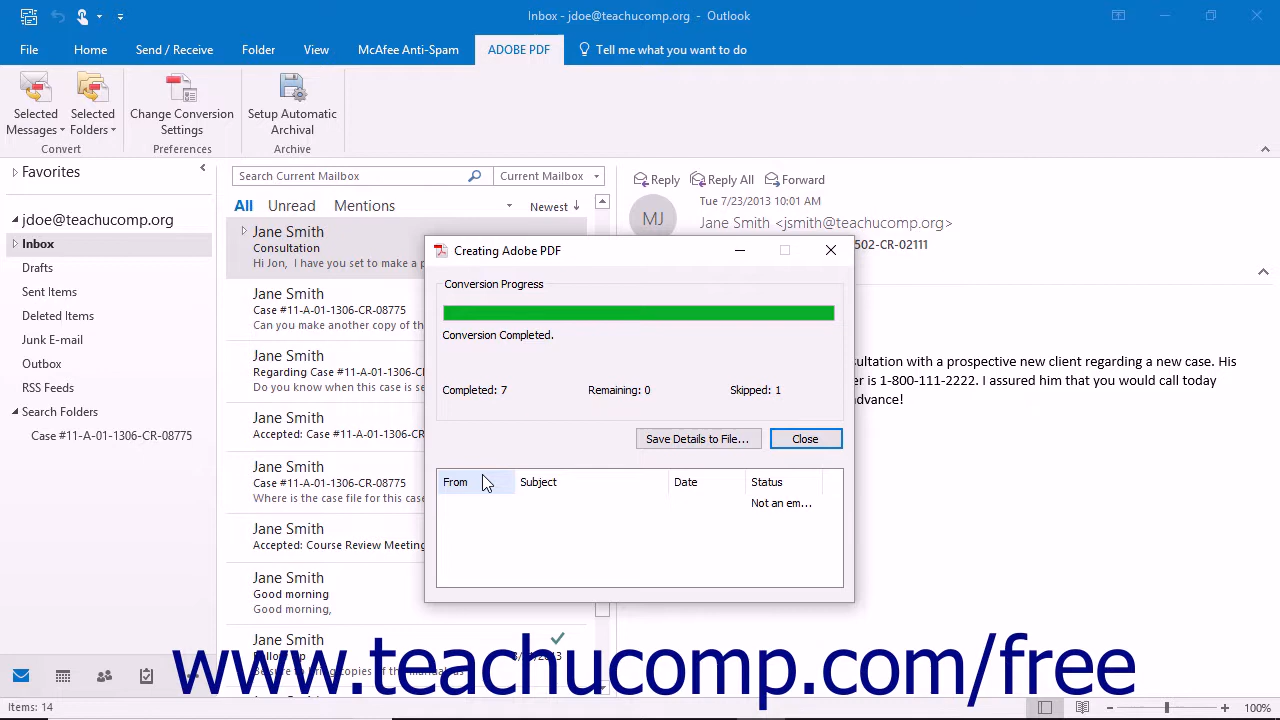 Inbox - jdoe@teachucomp.org - Outlook
File Home Send / Receive Folder View McAfee Anti-Spam ADOBE PDF Tell me what you want to do
Selected Messages Selected Folders Change Conversion Settings Setup Automatic Archival
Convert Preferences Archive
Favorites
jdoe@teachucomp.org
Inbox
Drafts
Sent Items
Deleted Items
Junk E-mail
Outbox
RSS Feeds
Search Folders
Case #11-A-01-1306-CR-08775
Search Current Mailbox Current Mailbox
All Unread Mentions Newest ↓
Jane Smith
Consultation
Hi Jon, I have you set to make a p
Jane Smith
Case #11-A-01-1306-CR-08775
Can you make another copy of th
Jane Smith
Regarding Case #11-A-01-1306-C
Do you know when this case is se
Jane Smith
Accepted: Case #11-A-01-1306-CR
Jane Smith
Case #11-A-01-1306-CR-08775
Where is the case file for this case
Jane Smith
Accepted: Course Review Meeting
Jane Smith
Good morning
Good morning,
Jane Smith
Reply Reply All Forward
Tue 7/23/2013 10:01 AM
MJ
Jane Smith <jsmith@teachucomp.org>
502-CR-02111
sultation with a prospective new client regarding a new case. His
er is 1-800-111-2222. I assured him that you would call today
advance!
Creating Adobe PDF
Conversion Progress
Conversion Completed.
Completed: 7 Remaining: 0 Skipped: 1
Save Details to File... Close
From Subject Date Status
Not an em...
www.teachucomp.com/free
Items: 14 100%